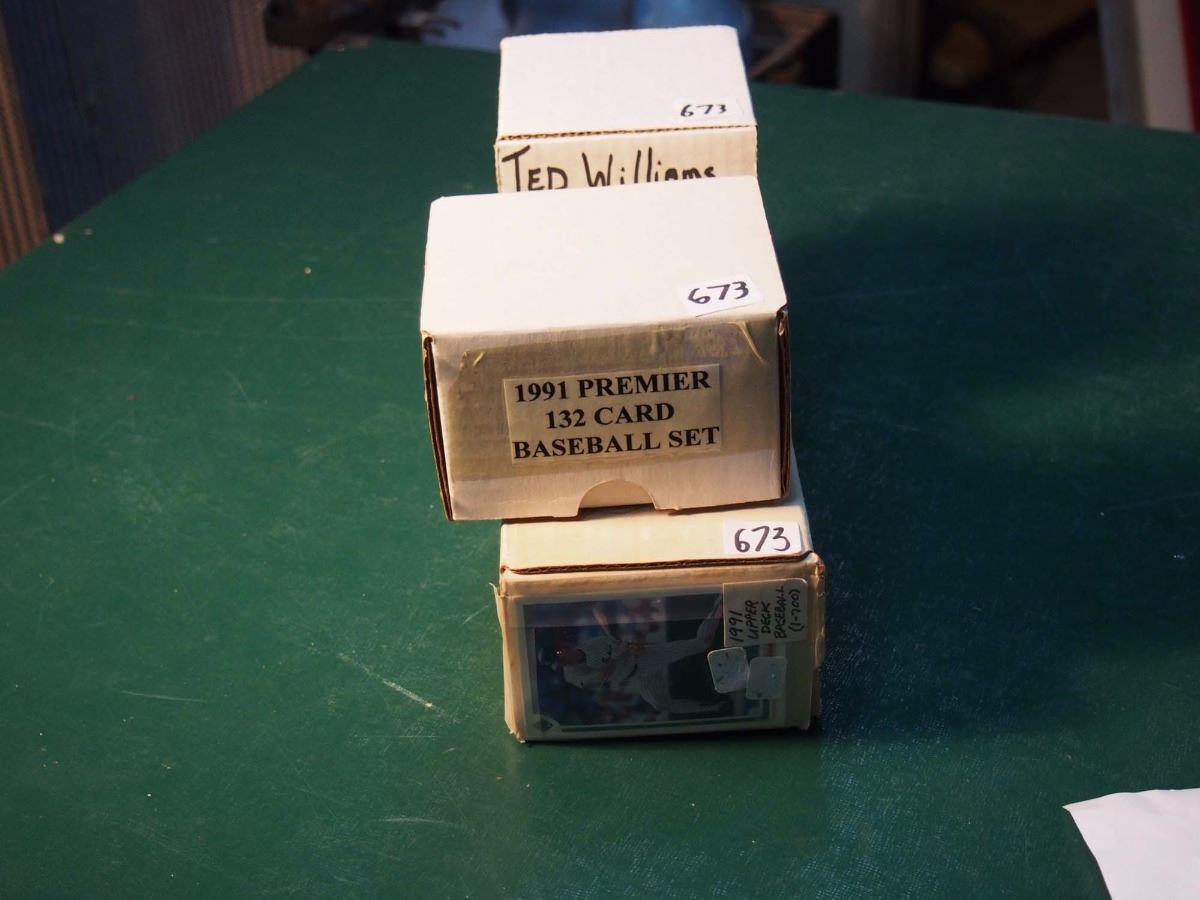 673
TED Williams
673
1991 PREMIER
132 CARD
BASEBALL SET
673
1991
UPPER
DECK
BASEBALL
(1-700)